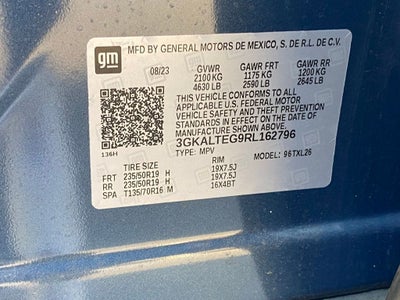 gm
MFD BY GENERAL MOTORS DE MEXICO, S. DE R.L. DE C.V.
08/23 GVWR GAWR FRT GAWR RR
2100 KG 1175 KG 1200 KG
4630 LB 2590 LB 2645 LB
THIS VEHICLE CONFORMS TO ALL
APPLICABLE U.S. FEDERAL MOTOR
VEHICLE SAFETY AND THEFT PREVENTION
STANDARDS IN EFFECT ON THE DATE OF
MANUFACTURE SHOWN ABOVE.
3GKALTEG9RL162796
136H TYPE: MPV MODEL: 96TXL26
TIRE SIZE RIM
FRT 235/50R19 H 19X7.5J
RR 235/50R19 H 19X7.5J
SPA T135/70R16 M 16X4BT